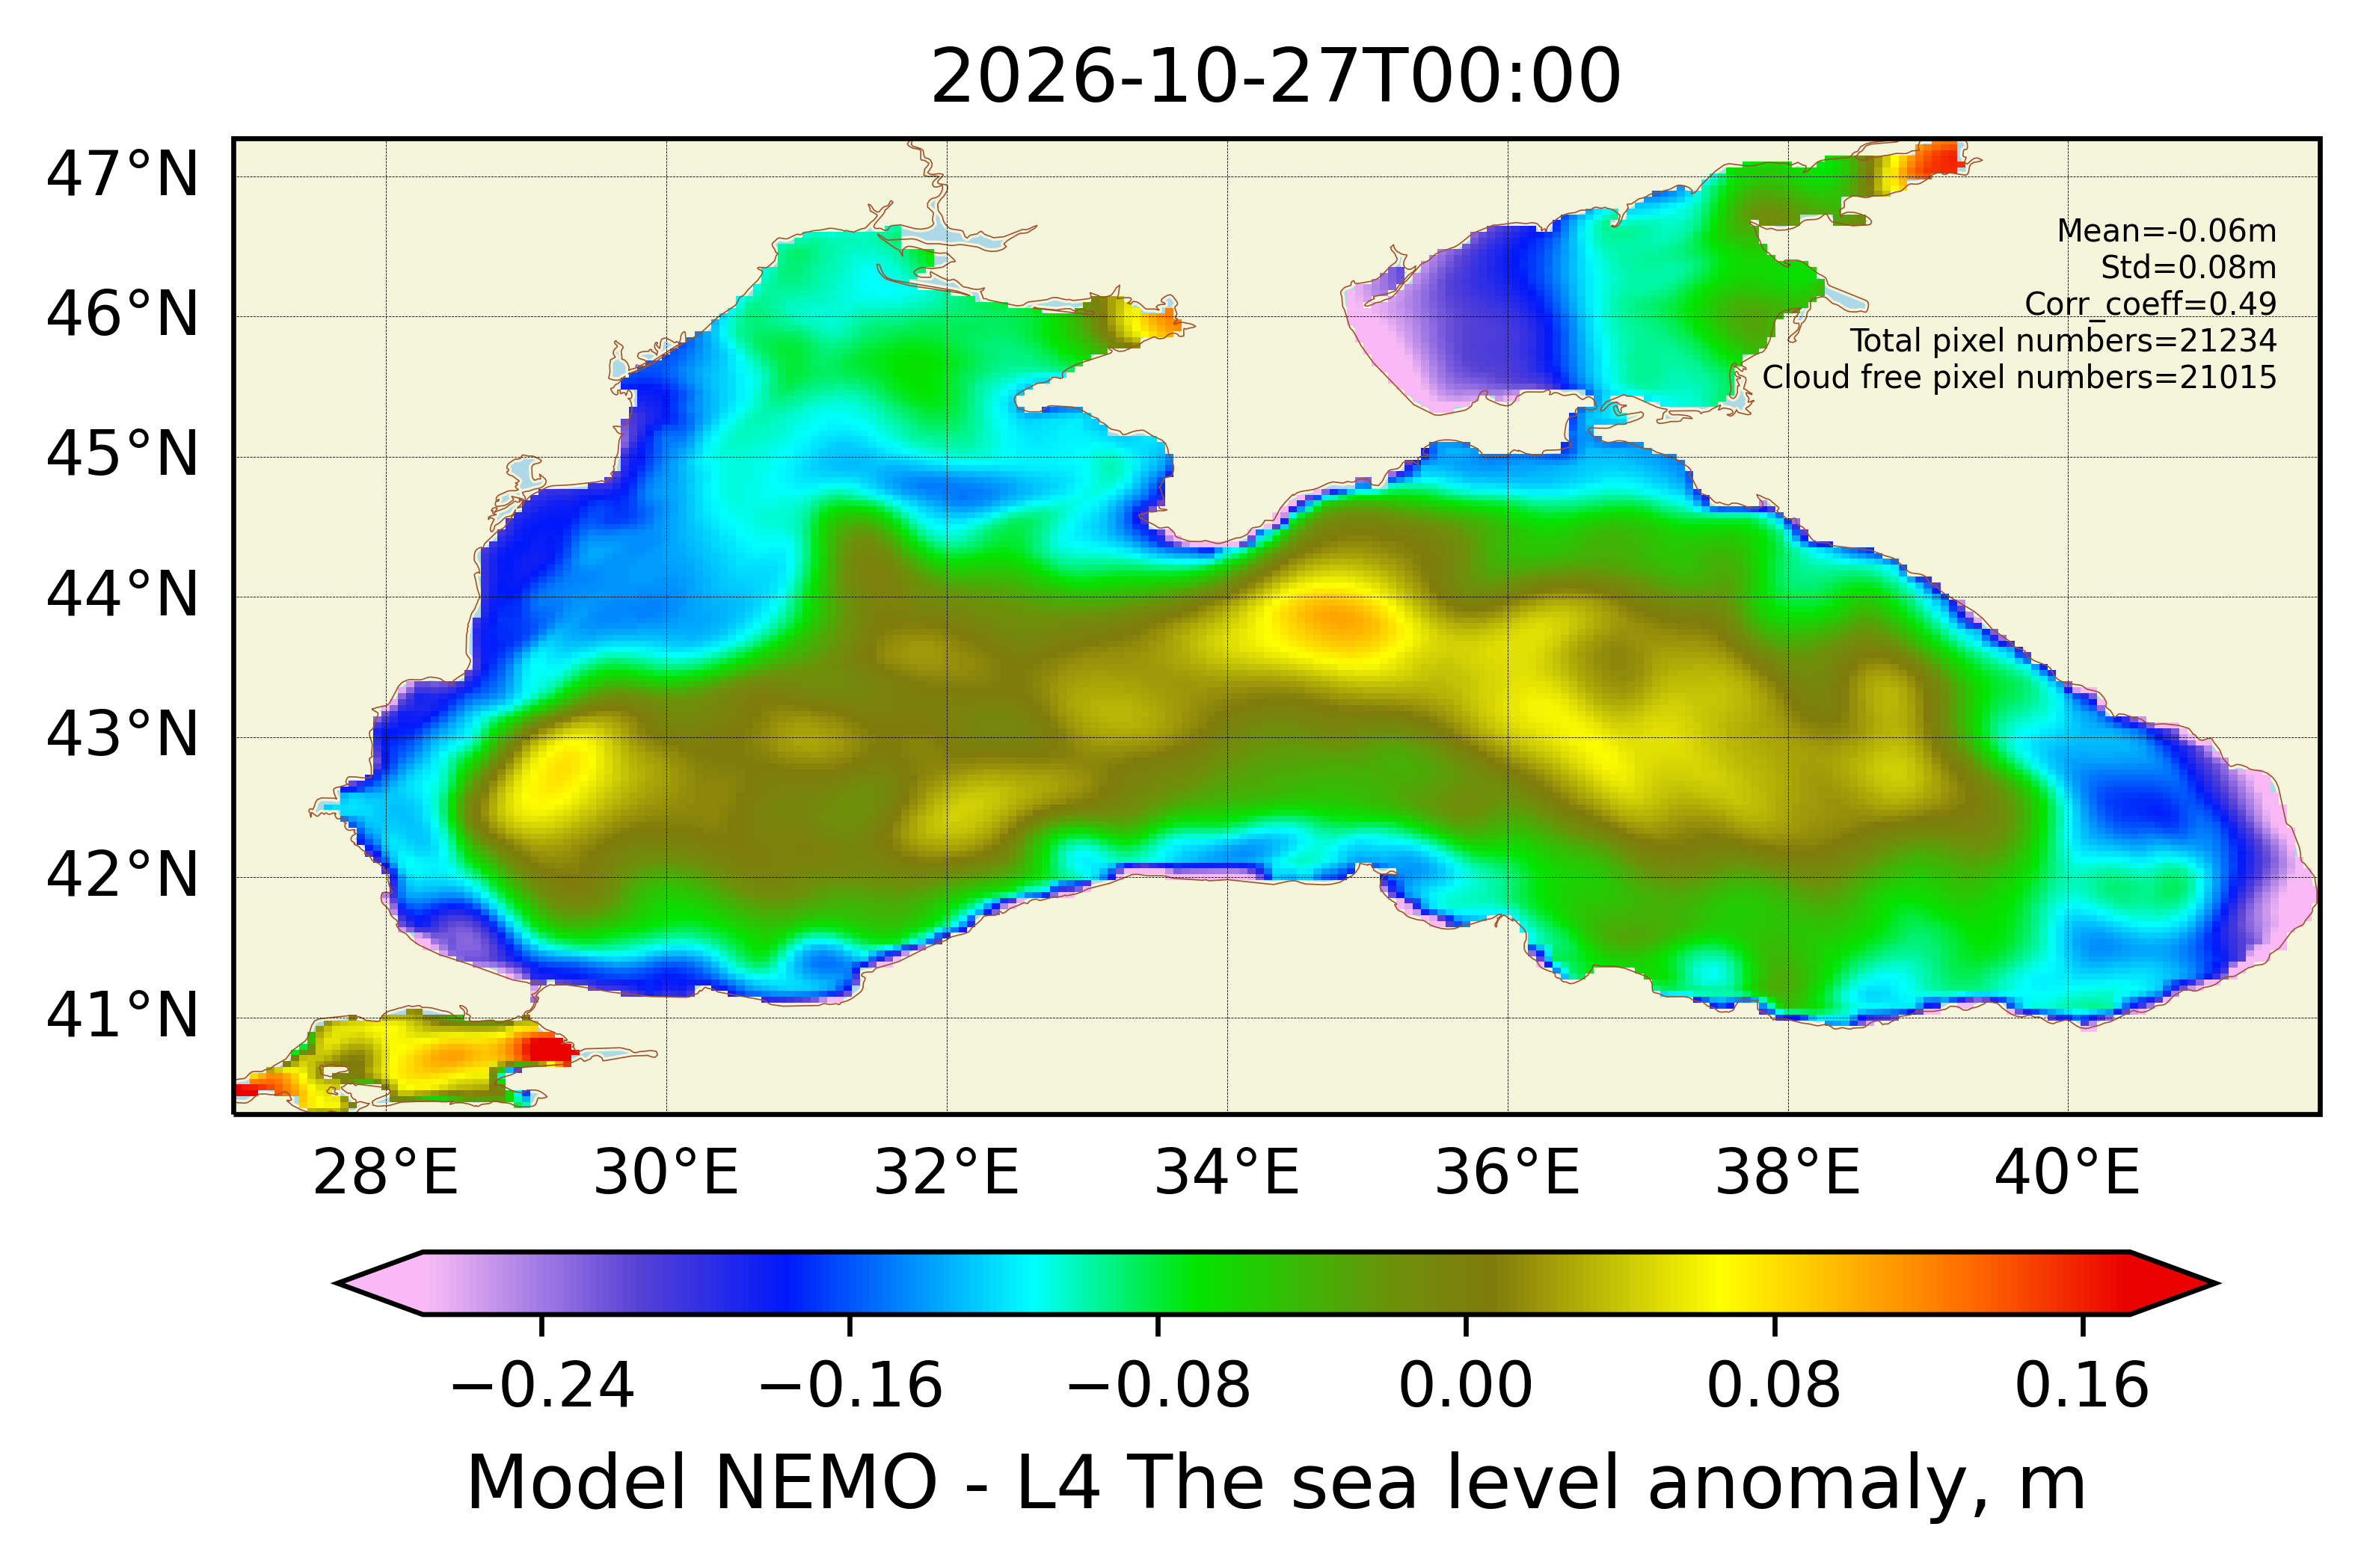 2026-10-27T00:00
47°N
46°N
45°N
44°N
43°N
42°N
41°N
Mean=-0.06m
Std=0.08m
Corr_coeff=0.49
Total pixel numbers=21234
Cloud free pixel numbers=21015
28°E 30°E 32°E 34°E 36°E 38°E 40°E
−0.24 −0.16 −0.08 0.00 0.08 0.16
Model NEMO - L4 The sea level anomaly, m